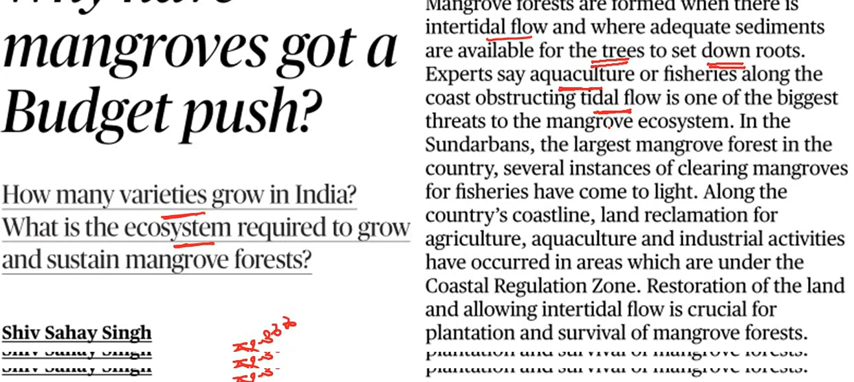 mangroves got a
Budget push?
How many varieties grow in India?
What is the ecosystem required to grow
and sustain mangrove forests?
Shiv Sahay Singh
Mangrove forests are formed when there is
intertidal flow and where adequate sediments
are available for the trees to set down roots.
Experts say aquaculture or fisheries along the
coast obstructing tidal flow is one of the biggest
threats to the mangrove ecosystem. In the
Sundarbans, the largest mangrove forest in the
country, several instances of clearing mangroves
for fisheries have come to light. Along the
country's coastline, land reclamation for
agriculture, aquaculture and industrial activities
have occurred in areas which are under the
Coastal Regulation Zone. Restoration of the land
and allowing intertidal flow is crucial for
plantation and survival of mangrove forests.